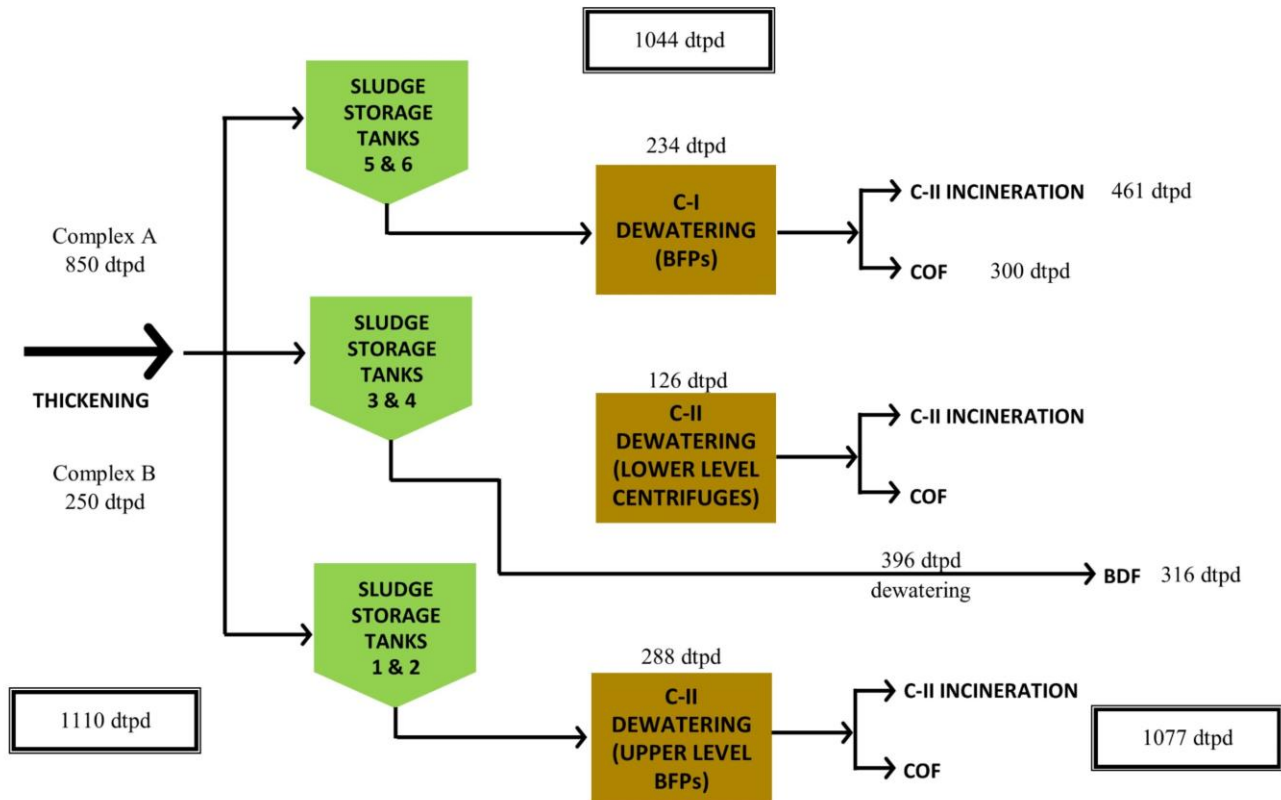 1044 dtpd
SLUDGE
STORAGE
TANKS
5 & 6
234 dtpd
C-I
DEWATERING
(BFPs)
C-II INCINERATION 461 dtpd
COF 300 dtpd
Complex A
850 dtpd
THICKENING
Complex B
250 dtpd
SLUDGE
STORAGE
TANKS
3 & 4
126 dtpd
C-II
DEWATERING
(LOWER LEVEL
CENTRIFUGES)
C-II INCINERATION
COF
396 dtpd
dewatering
BDF 316 dtpd
SLUDGE
STORAGE
TANKS
1 & 2
288 dtpd
C-II
DEWATERING
(UPPER LEVEL
BFPs)
C-II INCINERATION
COF
1110 dtpd
1077 dtpd